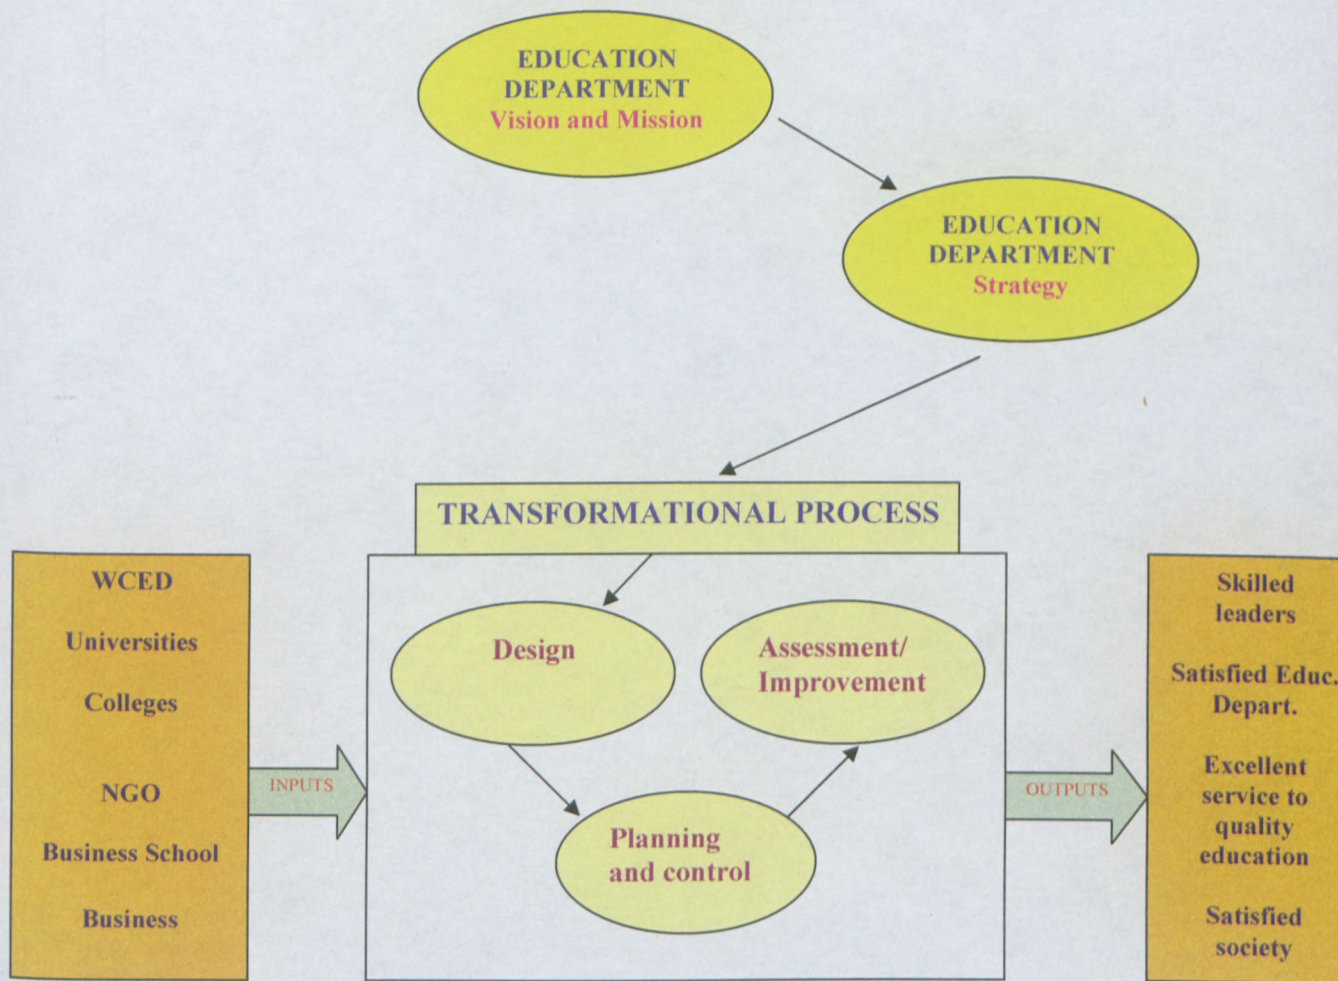 EDUCATION
DEPARTMENT
Vision and Mission
EDUCATION
DEPARTMENT
Strategy
TRANSFORMATIONAL PROCESS
WCED
Universities
Colleges
NGO
Business School
Business
INPUTS
Design
Assessment/
Improvement
Planning
and control
OUTPUTS
Skilled
leaders
Satisfied Educ.
Depart.
Excellent
service to
quality
education
Satisfied
society